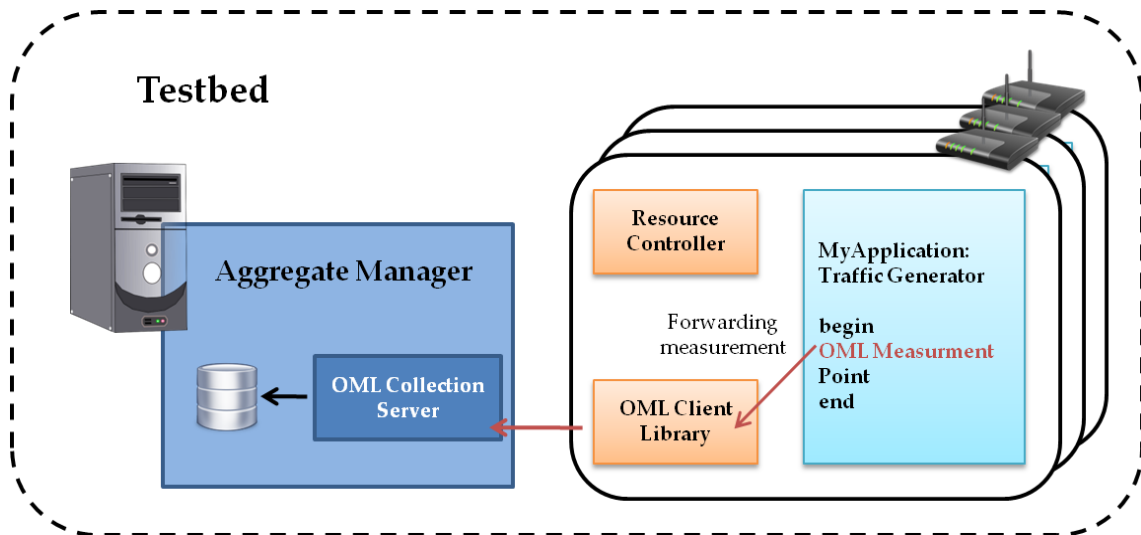 Testbed
Aggregate Manager
OML Collection
Server
Resource
Controller
Forwarding
measurement
OML Client
Library
MyApplication:
Traffic Generator
begin
OML Measurment
Point
end